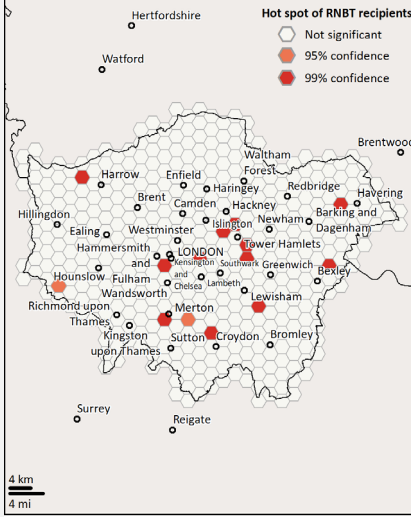 Hot spot of RNBT recipients
Not significant
95% confidence
99% confidence
Hertfordshire
Watford
Brentwood
Waltham
Forest
Harrow
Enfield
Haringey
Redbridge
Havering
Brent
Camden
Hackney
Barking and
Dagenham
Hillingdon
Ealing
Westminster
Islington
Newham
Hammersmith
and
Fulham
LONDON
Kensington
and
Chelsea
Southwark
Tower Hamlets
Greenwich
Bexley
Hounslow
Lambeth
Wandsworth
Lewisham
Richmond upon
Thames
Merton
Kingston
upon Thames
Sutton
Croydon
Bromley
Surrey
Reigate
4 km
4 mi